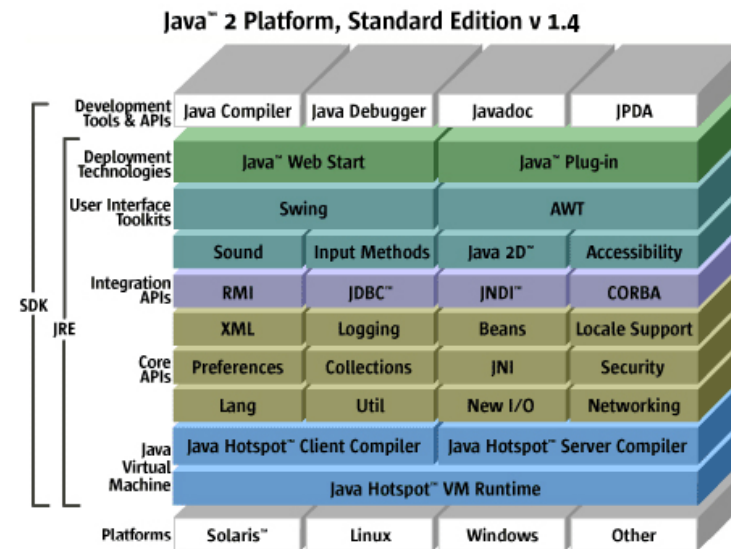 Java™ 2 Platform, Standard Edition v 1.4
Development
Tools & APIs
Java Compiler
Java Debugger
Javadoc
JPDA
Deployment
Technologies
Java™ Web Start
Java™ Plug-in
User Interface
Toolkits
Swing
AWT
Sound
Input Methods
Java 2D™
Accessibility
Integration
APIs
RMI
JDBC™
JNDI™
CORBA
SDK
JRE
XML
Logging
Beans
Locale Support
Core
APIs
Preferences
Collections
JNI
Security
Lang
Util
New I/O
Networking
Java
Virtual
Machine
Java Hotspot™ Client Compiler
Java Hotspot™ Server Compiler
Java Hotspot™ VM Runtime
Platforms
Solaris™
Linux
Windows
Other